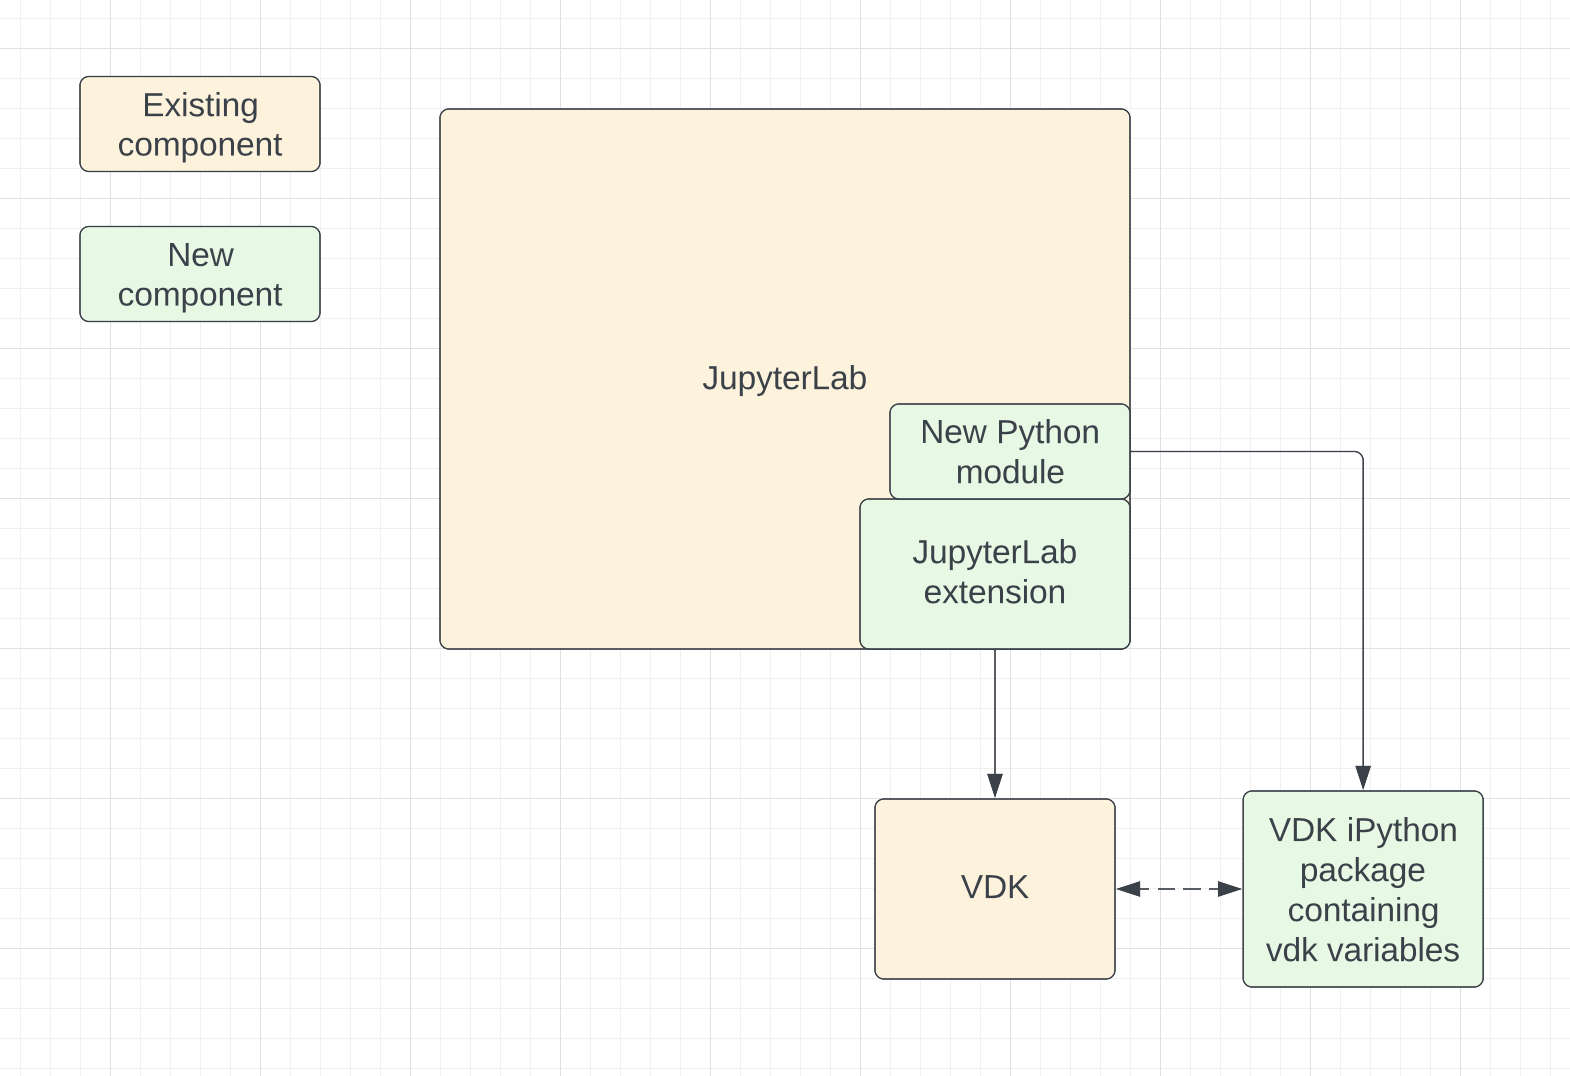 Existing
component
New
component
JupyterLab
New Python
module
JupyterLab
extension
VDK
VDK iPython
package
containing
vdk variables